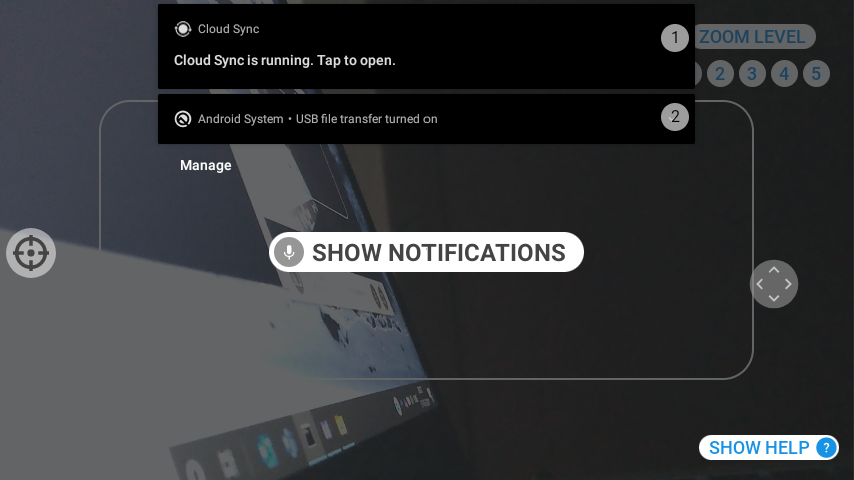 Cloud Sync
1
ZOOM LEVEL
Cloud Sync is running. Tap to open.
2 3 4 5
Android System • USB file transfer turned on
2
Manage
SHOW NOTIFICATIONS
SHOW HELP ?